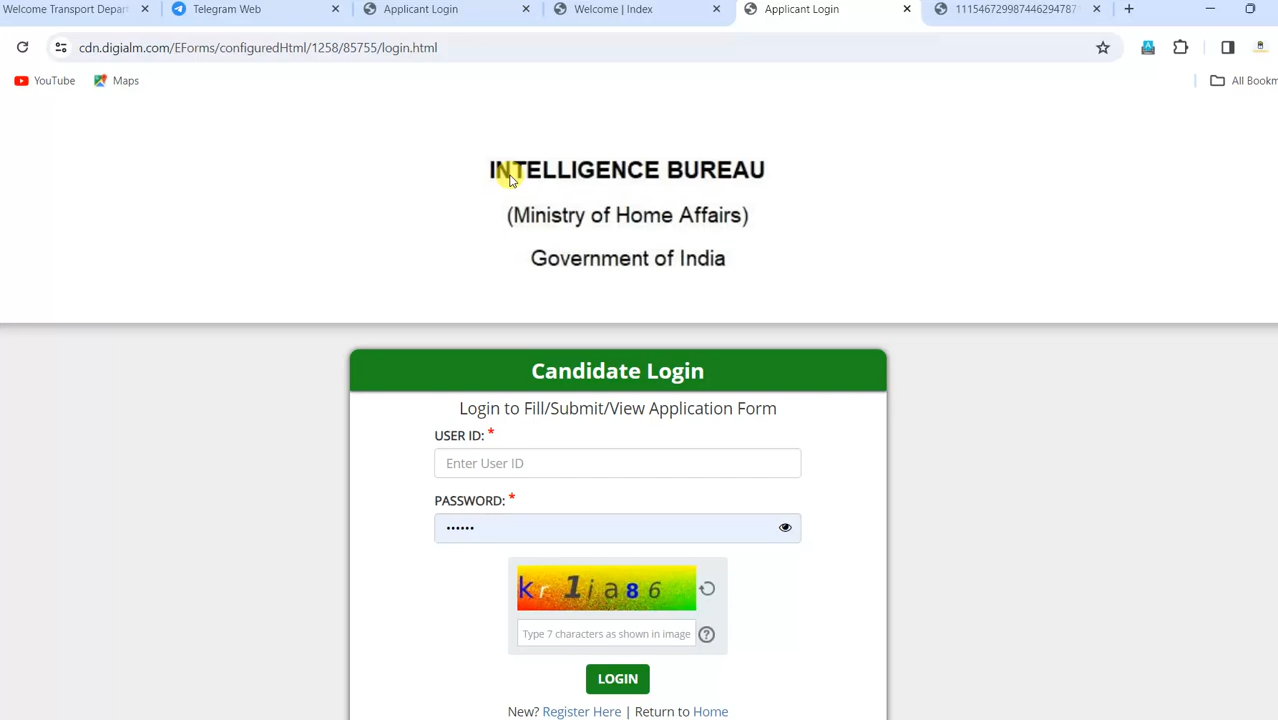 Welcome Transport Depar
Telegram Web
Applicant Login
Welcome | Index
Applicant Login
111546729987446294787
cdn.digialm.com/EForms/configuredHtml/1258/85755/login.html
YouTube
Maps
All Bookm
INTELLIGENCE BUREAU
(Ministry of Home Affairs)
Government of India
Candidate Login
Login to Fill/Submit/View Application Form
USER ID: *
Enter User ID
PASSWORD: *
••••••
kr1ia86
Type 7 characters as shown in image
LOGIN
New? Register Here | Return to Home